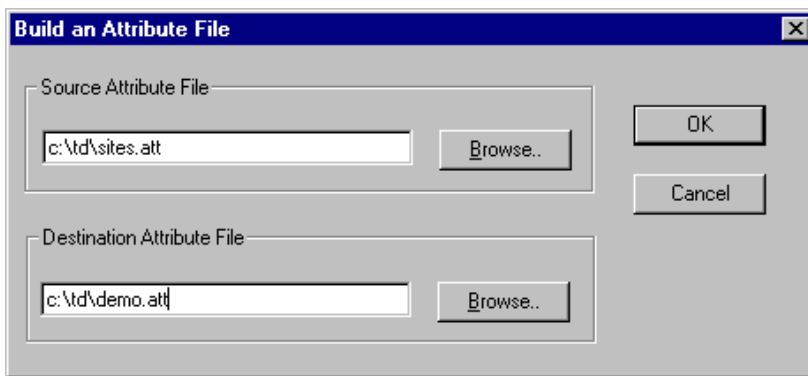 Build an Attribute File
Source Attribute File
c:\td\sites.att
Browse..
OK
Cancel
Destination Attribute File
c:\td\demo.att
Browse..